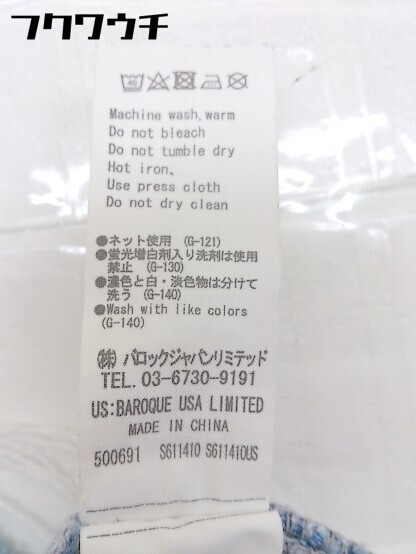 フクワウチ
40
Machine wash, warm
Do not bleach
Do not tumble dry
Hot iron、
Use press cloth
Do not dry clean
●ネット使用 (G-121)
●蛍光増白剤入り洗剤は使用
禁止 (G-130)
●濃色と白・淡色物は分けて
洗う (G-140)
●Wash with like colors
(G-140)
㈱ バロックジャパンリミテッド
TEL. 03-6730-9191
US:BAROQUE USA LIMITED
MADE IN CHINA
500691 S611410 S611410US